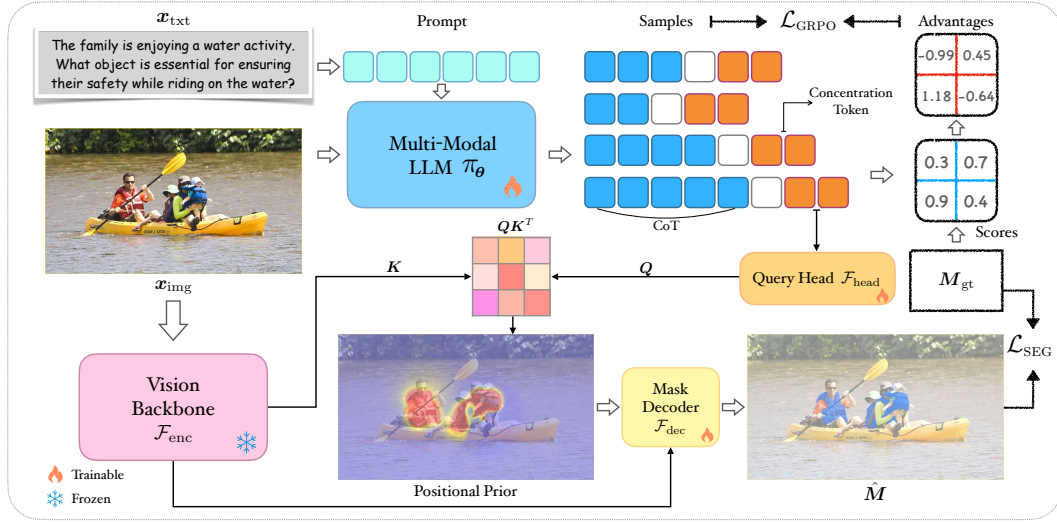 x_txt
The family is enjoying a water activity.
What object is essential for ensuring
their safety while riding on the water?
Prompt
Samples
ℒ_GRPO
Advantages
-0.99 0.45
1.18 -0.64
Concentration
Token
Multi-Modal
LLM π_θ
0.3 0.7
0.9 0.4
Scores
CoT
QKᵀ
K
Q
Query Head ℱ_head
M_gt
x_img
ℒ_SEG
Vision
Backbone
ℱ_enc
Mask
Decoder
ℱ_dec
Trainable
Frozen
Positional Prior
M̂